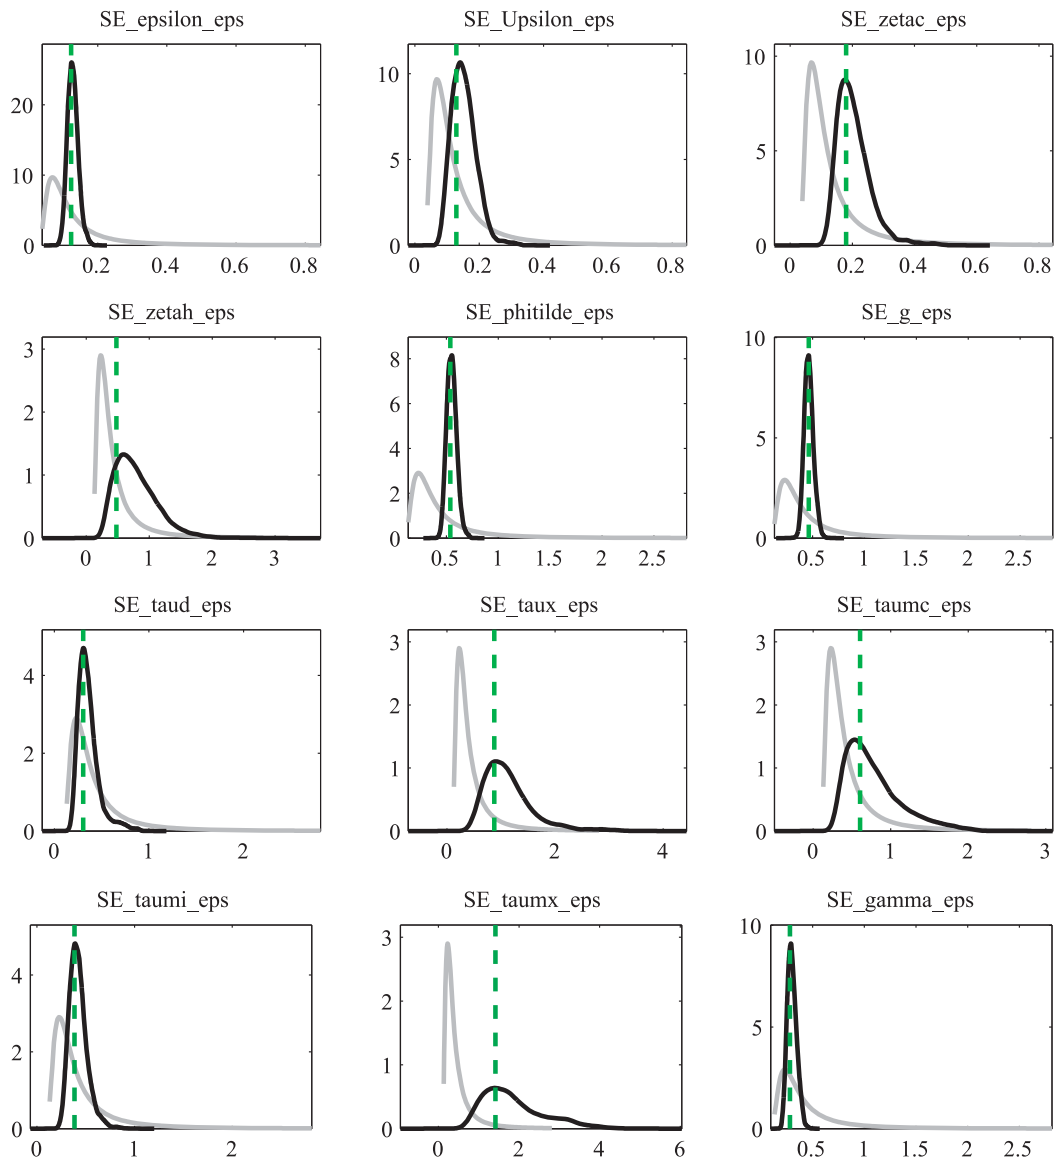 SE_epsilon_eps SE_Upsilon_eps SE_zetac_eps
20 10 10
10 5 5
0 0 0
0.2 0.4 0.6 0.8 0 0.2 0.4 0.6 0.8 0 0.2 0.4 0.6 0.8
SE_zetah_eps SE_phitilde_eps SE_g_eps
3 8 10
2 6 5
1 4
0 2 0
0
0 1 2 3 0.5 1 1.5 2 2.5 0.5 1 1.5 2 2.5
SE_taud_eps SE_taux_eps SE_taumc_eps
4 3 3
2 2 2
1 1
0 0 0
0 1 2 0 2 4 0 1 2 3
SE_taumi_eps SE_taumx_eps SE_gamma_eps
4 3 10
2 2 5
1
0 0 0
0 1 2 0 2 4 6 0.5 1 1.5 2 2.5